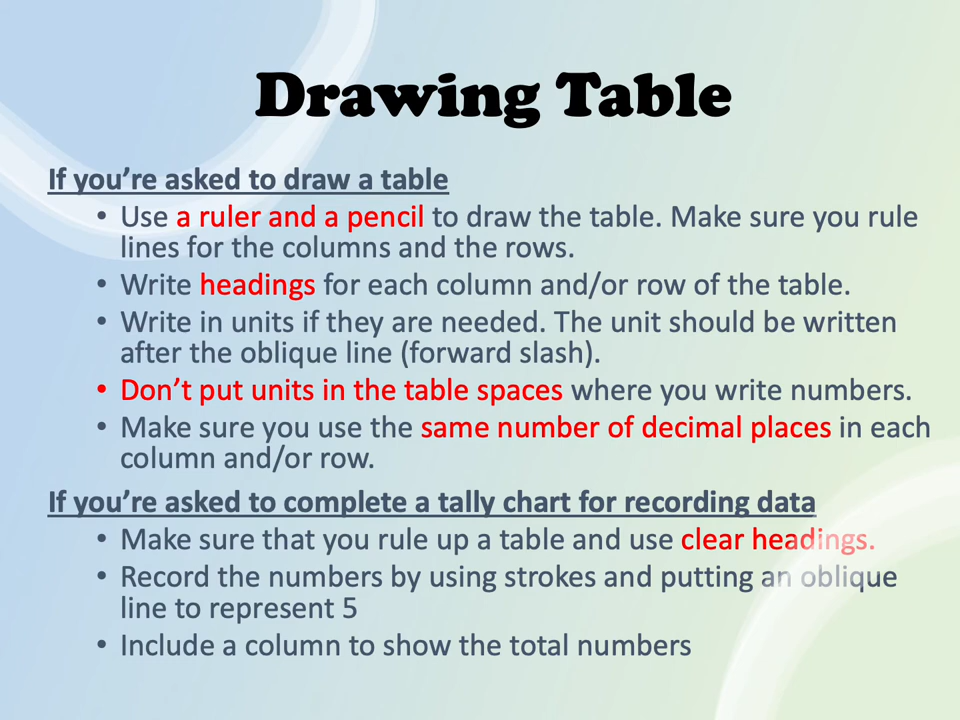 Drawing Table
If you’re asked to draw a table
• Use a ruler and a pencil to draw the table. Make sure you rule
lines for the columns and the rows.
• Write headings for each column and/or row of the table.
• Write in units if they are needed. The unit should be written
after the oblique line (forward slash).
• Don’t put units in the table spaces where you write numbers.
• Make sure you use the same number of decimal places in each
column and/or row.
If you’re asked to complete a tally chart for recording data
• Make sure that you rule up a table and use clear headings.
• Record the numbers by using strokes and putting an oblique
line to represent 5
• Include a column to show the total numbers